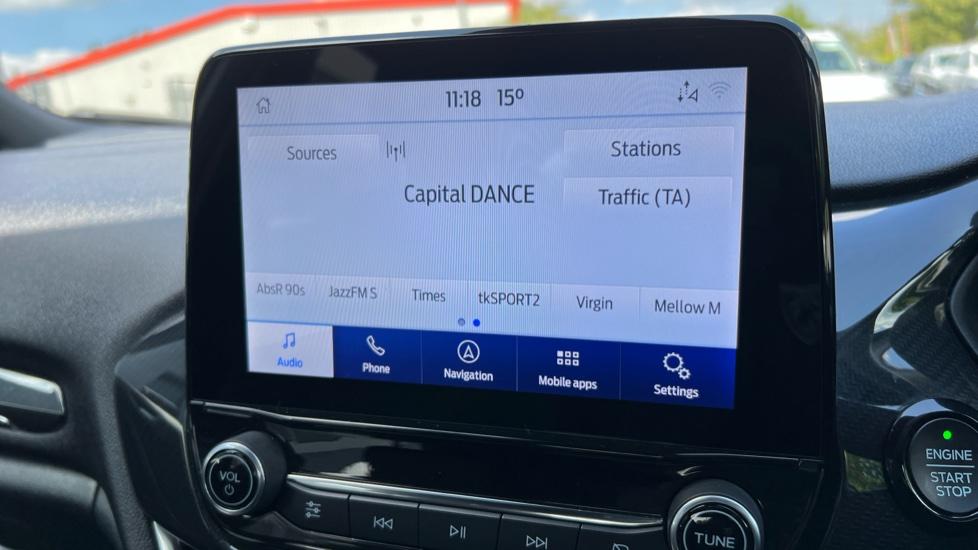 11:18 15°
Sources
Stations
Capital DANCE
Traffic (TA)
AbsR 90s JazzFM S Times tkSPORT2 Virgin Mellow M
Audio Phone Navigation Mobile apps Settings
VOL
TUNE
ENGINE
START
STOP